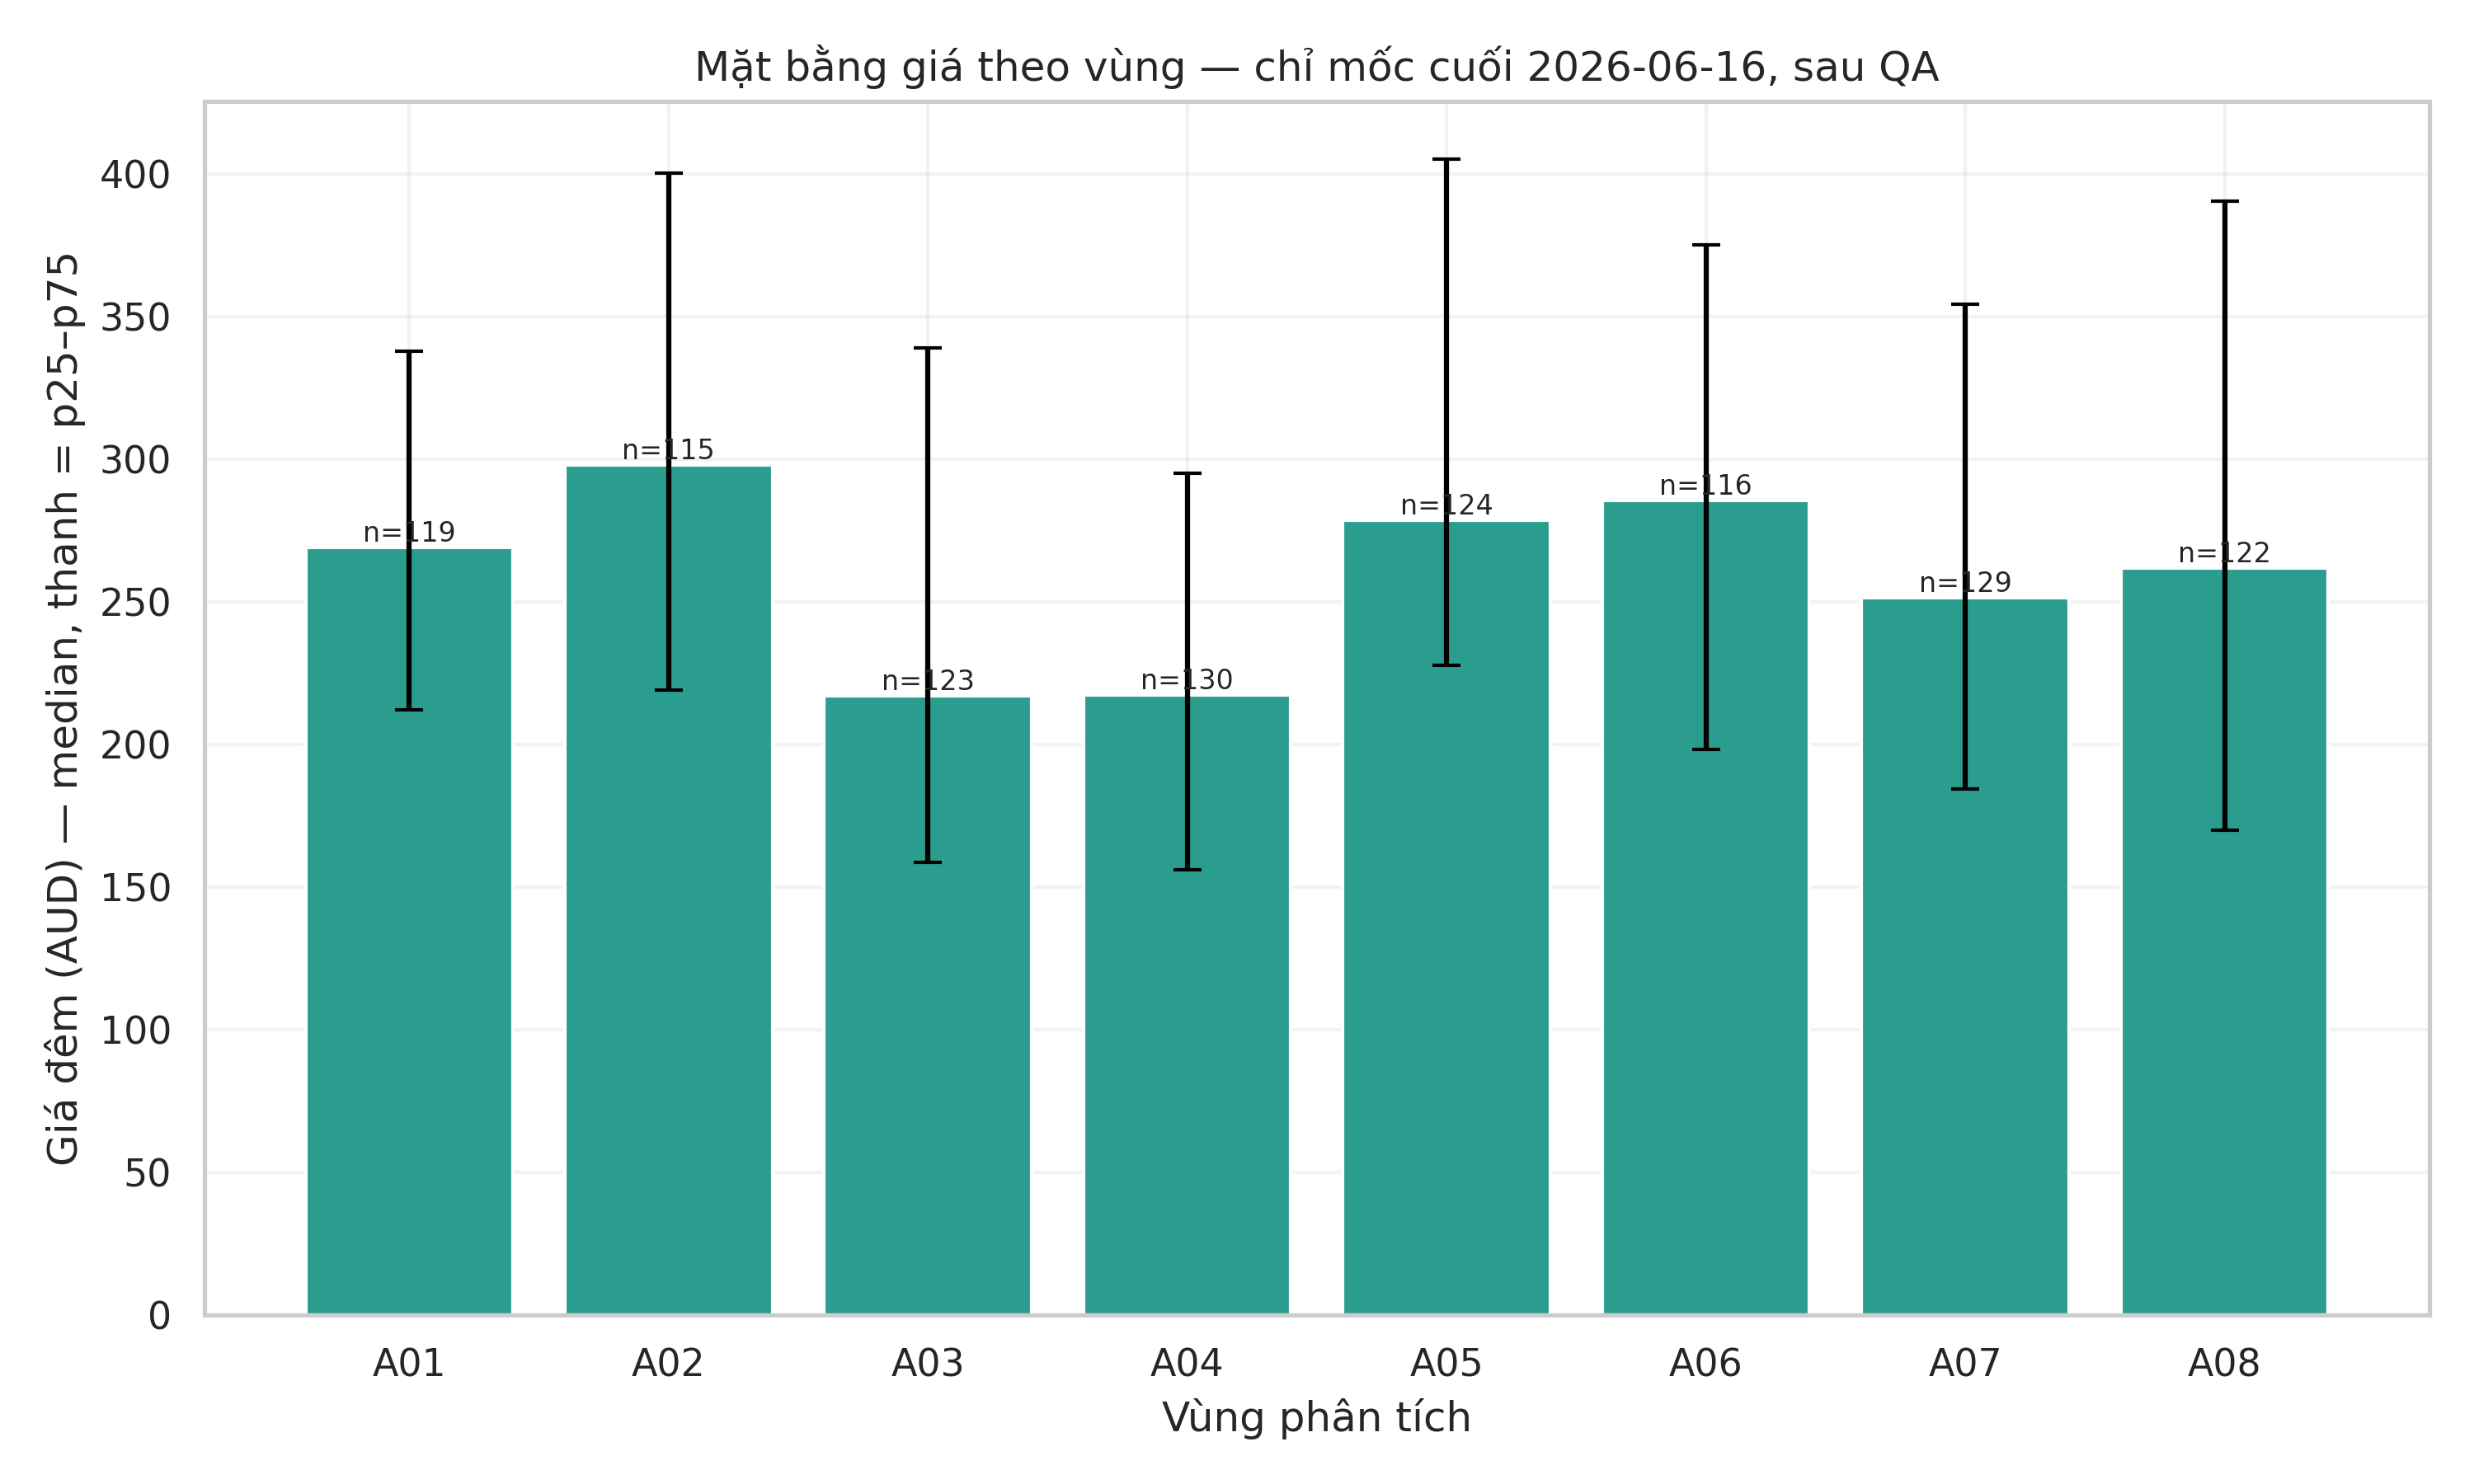 Mặt bằng giá theo vùng — chỉ mốc cuối 2026-06-16, sau QA
Giá đêm (AUD) — median, thanh = p25–p75
400
350
300
250
200
150
100
50
0
n=119
n=115
n=123
n=130
n=124
n=116
n=129
n=122
A01
A02
A03
A04
A05
A06
A07
A08
Vùng phân tích